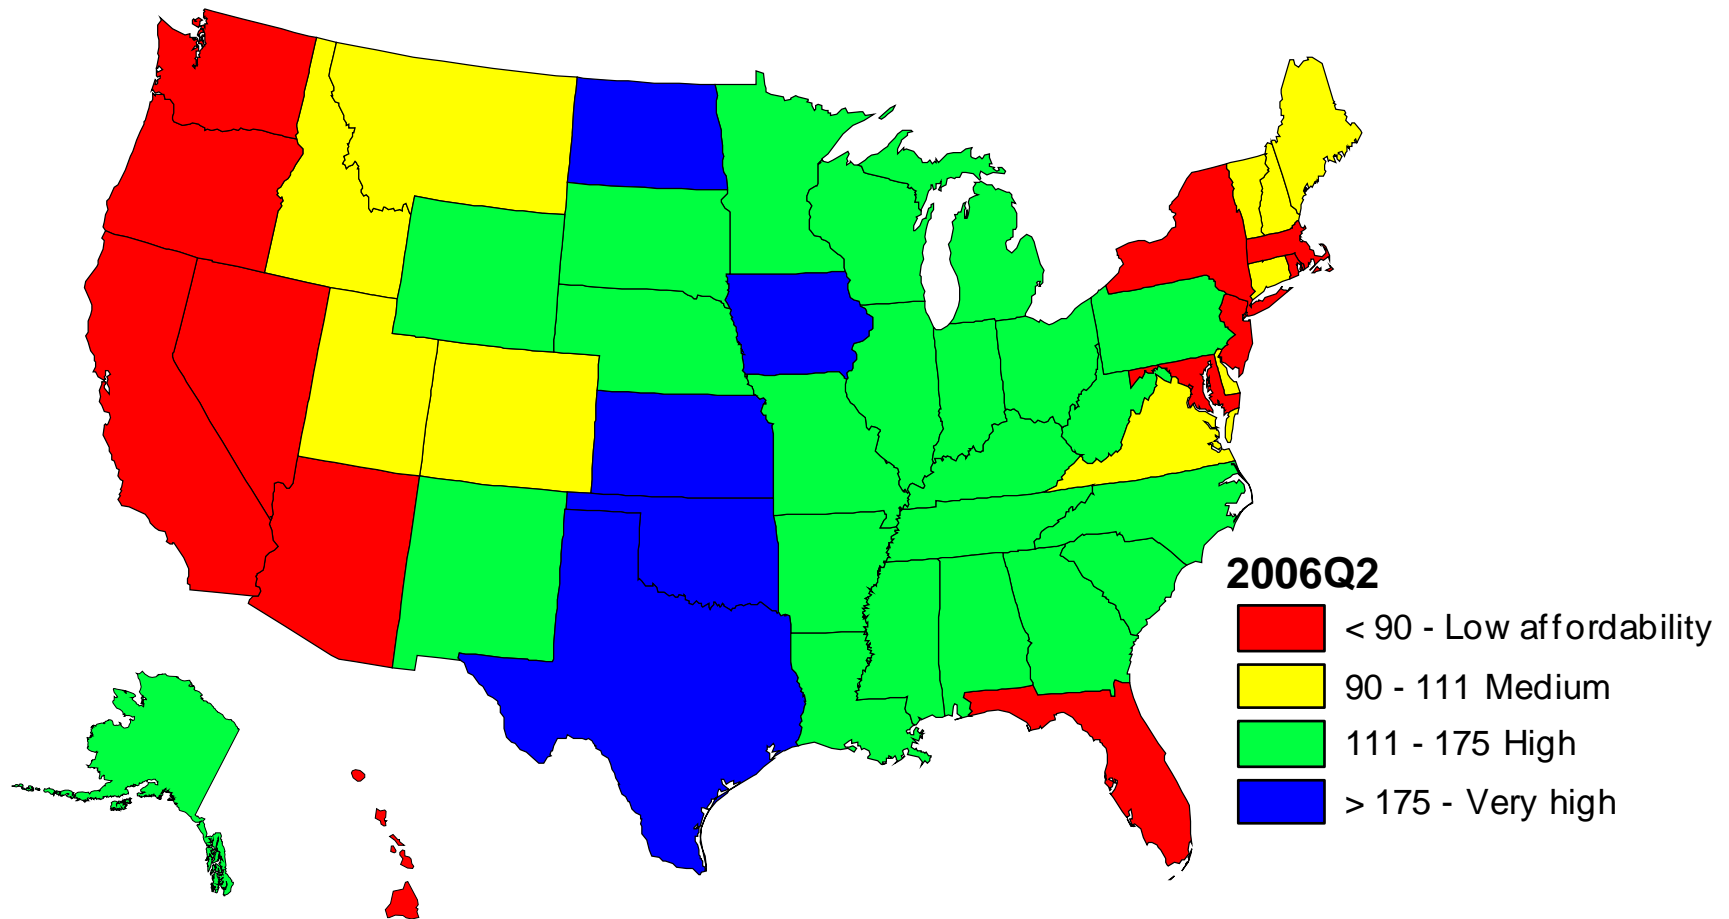 2006Q2
< 90 - Low affordability
90 - 111 Medium
111 - 175 High
> 175 - Very high